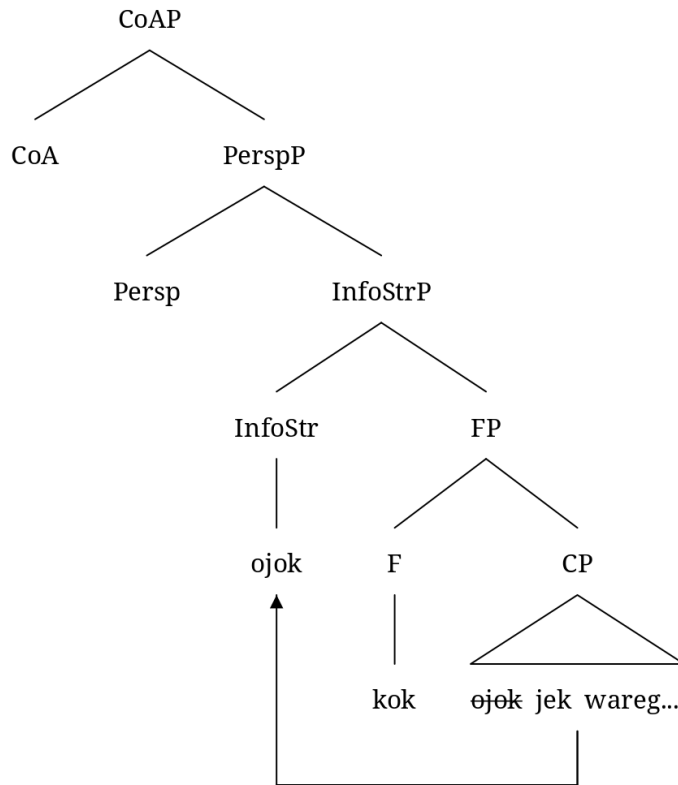 CoAP
CoA PerspP
Persp InfoStrP
InfoStr FP
ojok F CP
kok ojok jek wareg...